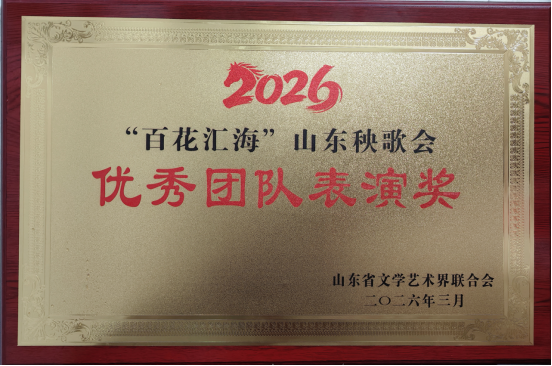 2026
“百花汇海”山东秧歌会
优秀团队表演奖
山东省文学艺术界联合会
二〇二六年三月